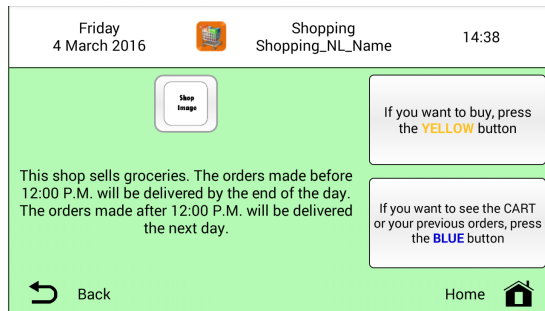 Friday
4 March 2016
Shopping
Shopping_NL_Name
14:38
Shop
Image
This shop sells groceries. The orders made before
12:00 P.M. will be delivered by the end of the day.
The orders made after 12:00 P.M. will be delivered
the next day.
If you want to buy, press
the YELLOW button
If you want to see the CART
or your previous orders, press
the BLUE button
Back
Home